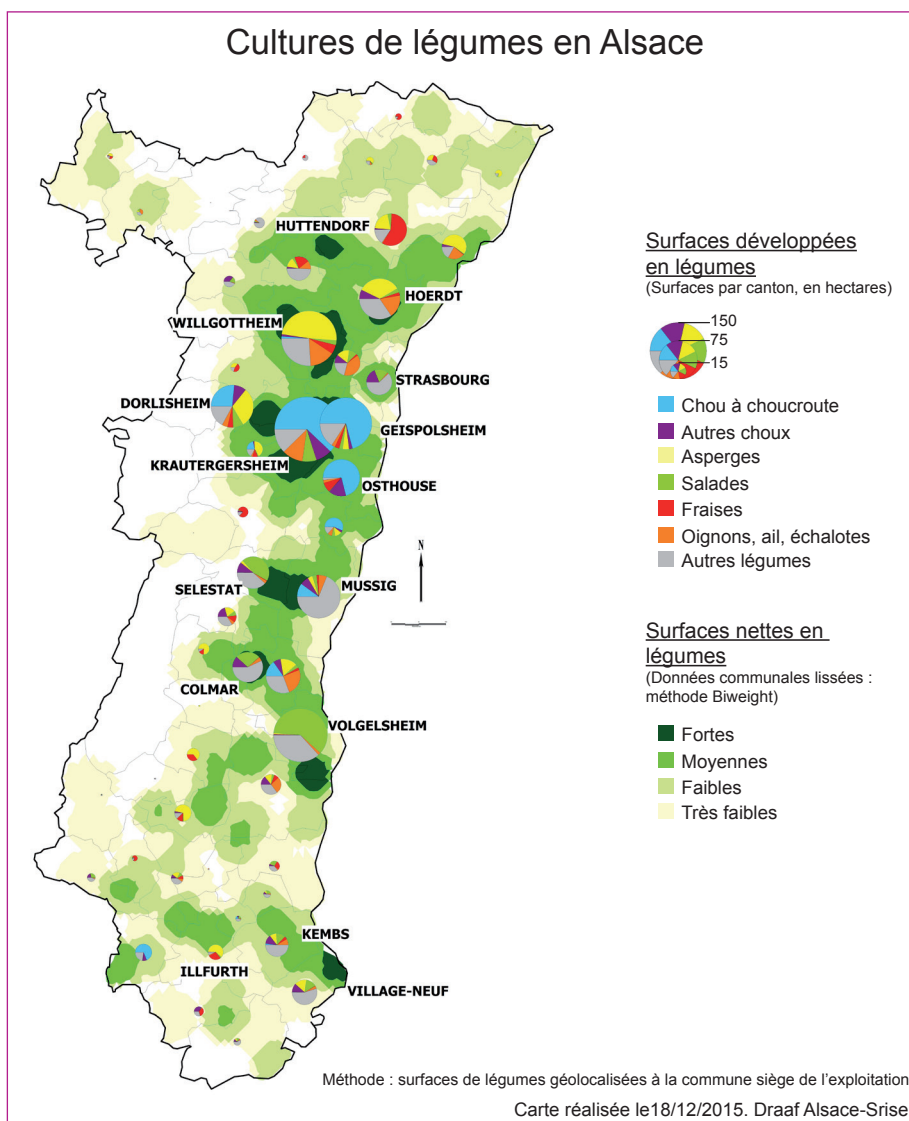 Cultures de légumes en Alsace
HUTTENDORF
HOERDT
WILLGOTTHEIM
STRASBOURG
DORLISHEIM
GEISPOLSHEIM
KRAUTERGERSHEIM
OSTHOUSE
N
SELESTAT
MUSSIG
COLMAR
VOLGELSHEIM
KEMBS
ILLFURTH
VILLAGE-NEUF
Surfaces développées
en légumes
(Surfaces par canton, en hectares)
150
75
15
Chou à choucroute
Autres choux
Asperges
Salades
Fraises
Oignons, ail, échalotes
Autres légumes
Surfaces nettes en
légumes
(Données communales lissées :
méthode Biweight)
Fortes
Moyennes
Faibles
Très faibles
Méthode : surfaces de légumes géolocalisées à la commune siège de l'exploitation
Carte réalisée le18/12/2015. Draaf Alsace-Srise